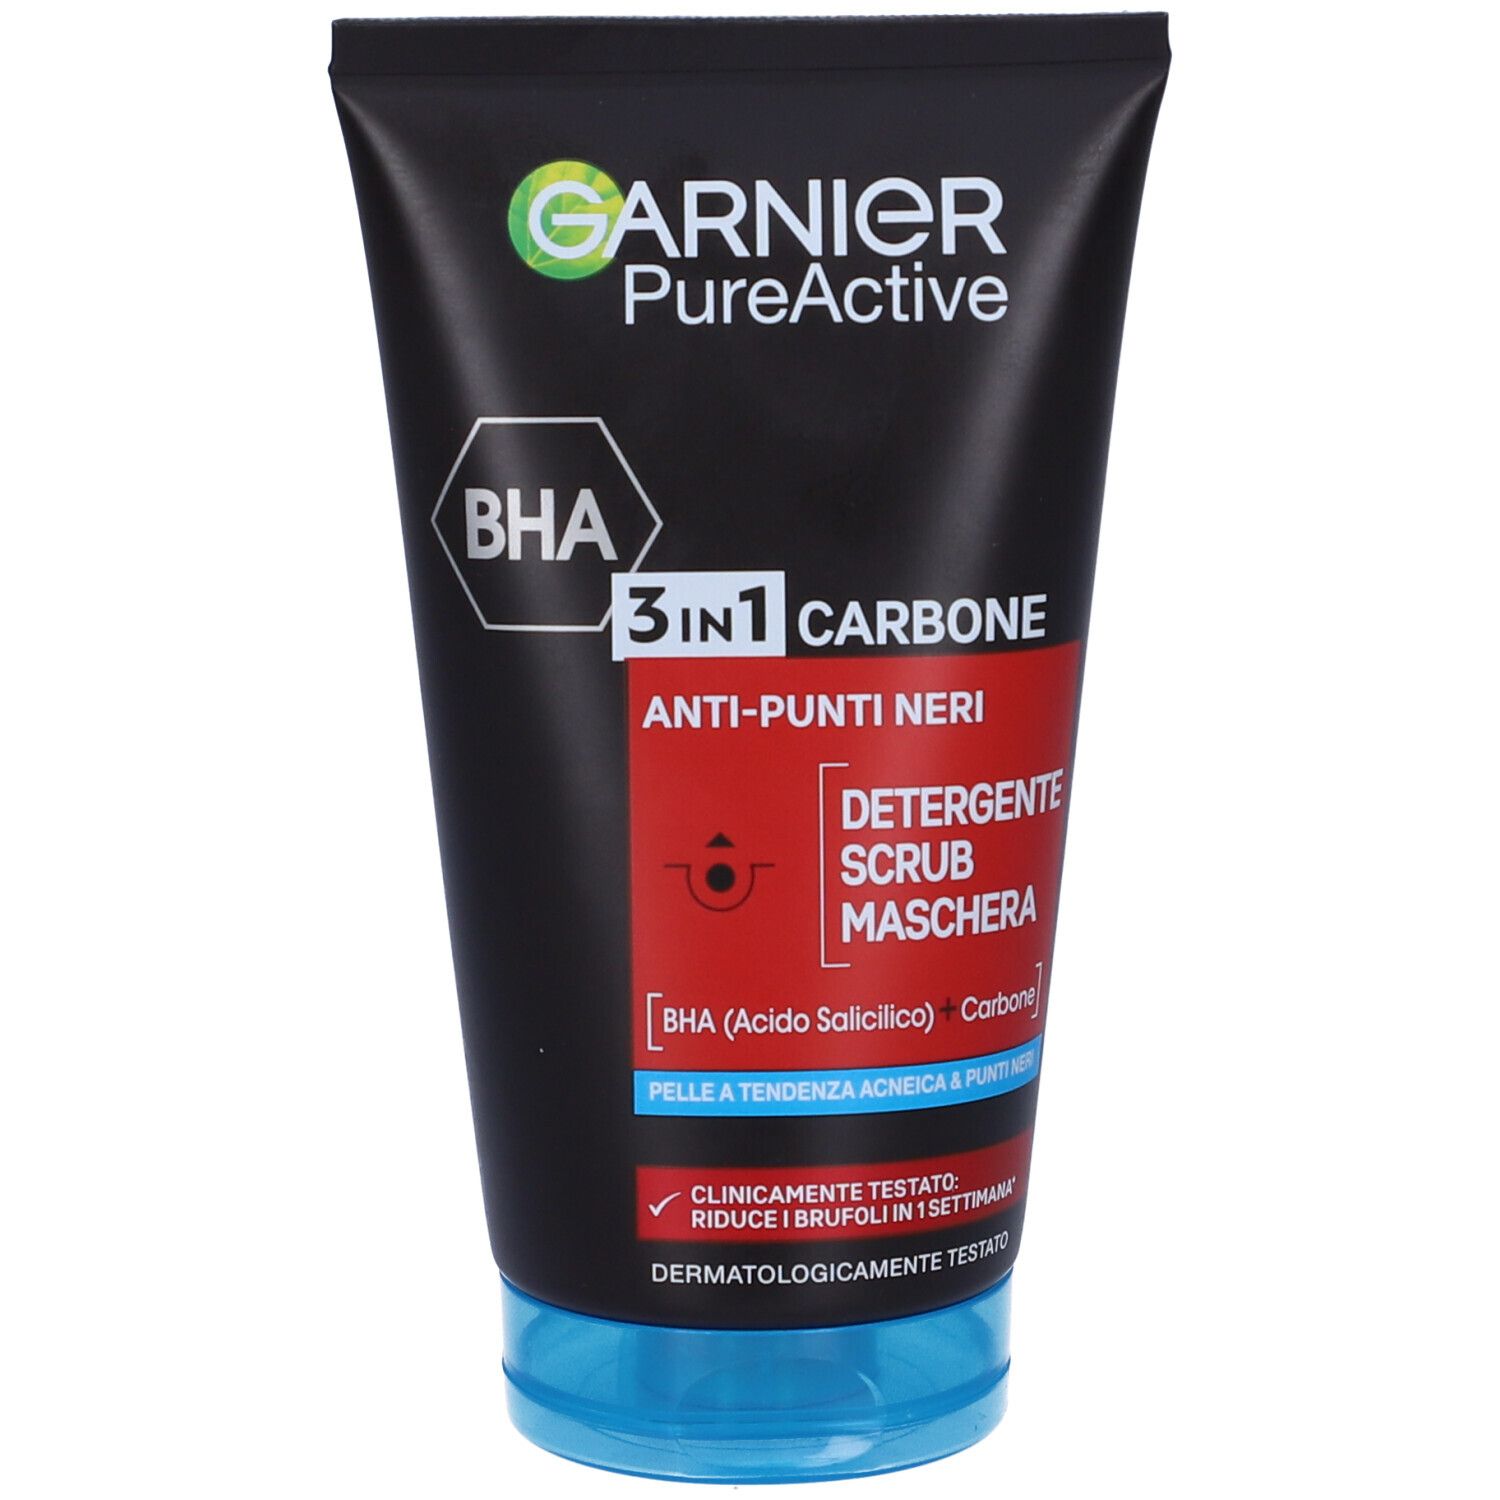 GARNIER
PureActive
BHA
3 IN 1 CARBONE
ANTI-PUNTI NERI
DETERGENTE
SCRUB
MASCHERA
[BHA (Acido Salicilico) + Carbone]
PELLE A TENDENZA ACNEICA & PUNTI NERI
CLINICAMENTE TESTATO:
RIDUCE I BRUFOLI IN 1 SETTIMANA*
DERMATOLOGICAMENTE TESTATO